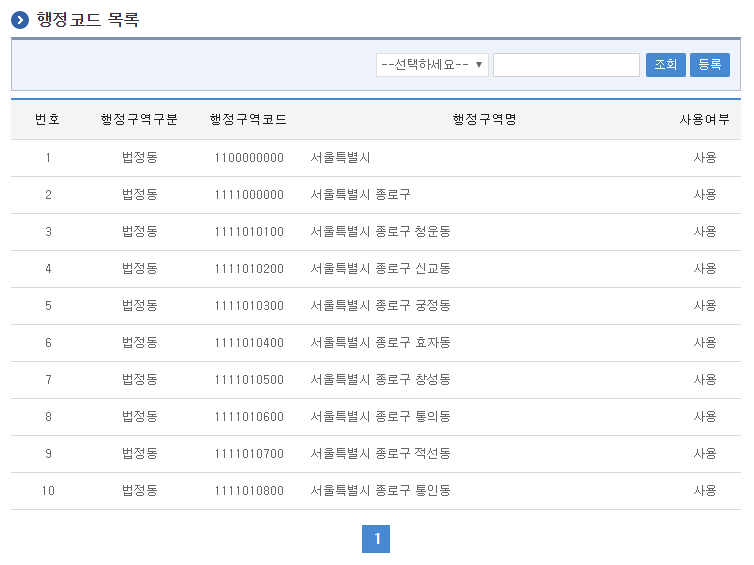 행정코드 목록
--선택하세요-- ▼ 조회 등록
번호 행정구역구분 행정구역코드 행정구역명 사용여부
1 법정동 1100000000 서울특별시 사용
2 법정동 1111000000 서울특별시 종로구 사용
3 법정동 1111010100 서울특별시 종로구 청운동 사용
4 법정동 1111010200 서울특별시 종로구 신교동 사용
5 법정동 1111010300 서울특별시 종로구 궁정동 사용
6 법정동 1111010400 서울특별시 종로구 효자동 사용
7 법정동 1111010500 서울특별시 종로구 창성동 사용
8 법정동 1111010600 서울특별시 종로구 통의동 사용
9 법정동 1111010700 서울특별시 종로구 적선동 사용
10 법정동 1111010800 서울특별시 종로구 통인동 사용
1